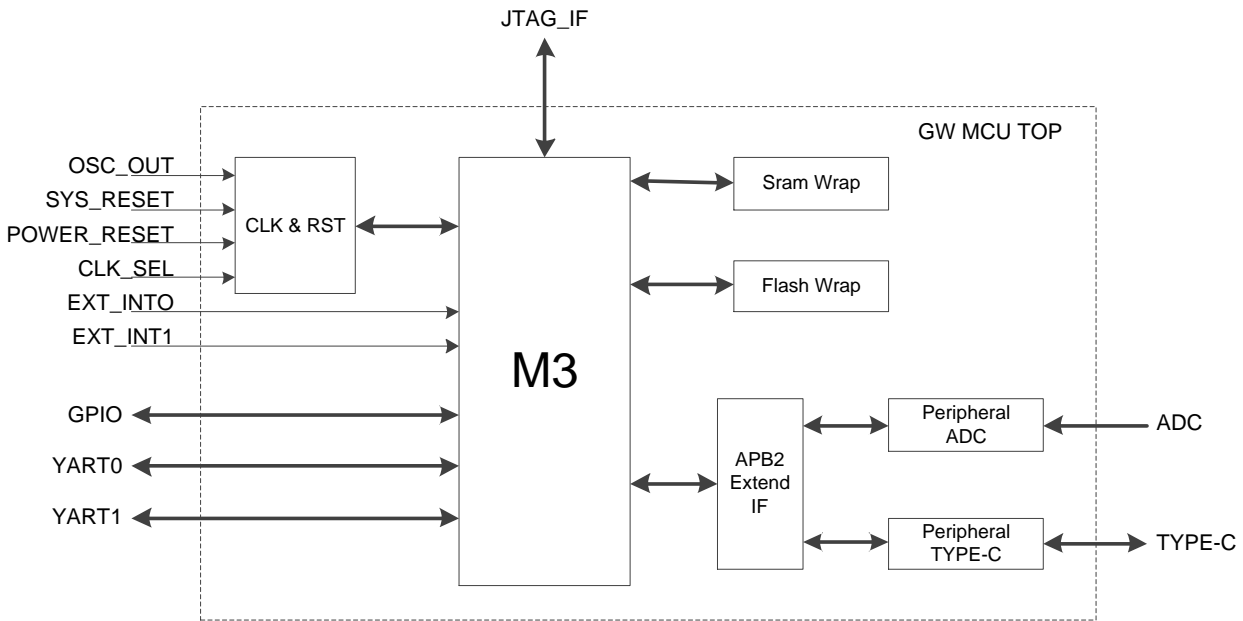 JTAG_IF
GW MCU TOP
OSC_OUT
SYS_RESET
POWER_RESET
CLK_SEL
EXT_INTO
EXT_INT1
GPIO
YART0
YART1
CLK & RST
M3
Sram Wrap
Flash Wrap
APB2
Extend
IF
Peripheral
ADC
Peripheral
TYPE-C
ADC
TYPE-C